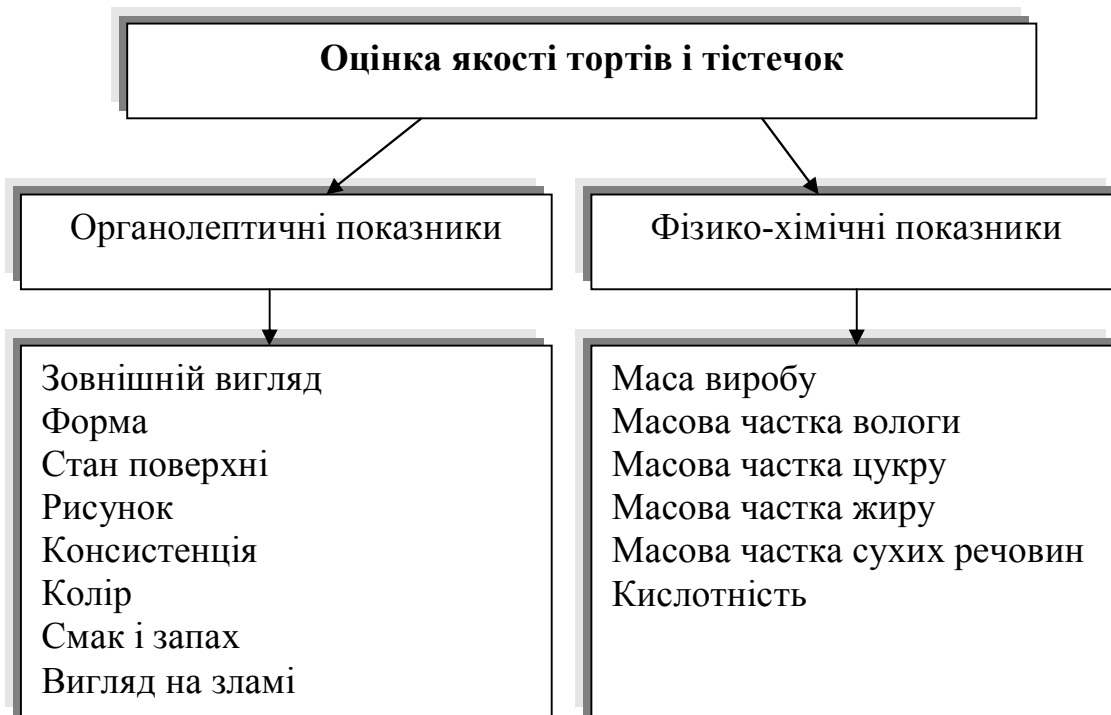 Оцінка якості тортів і тістечок
Органолептичні показники
Фізико-хімічні показники
Зовнішній вигляд
Форма
Стан поверхні
Рисунок
Консистенція
Колір
Смак і запах
Вигляд на зламі
Маса виробу
Масова частка вологи
Масова частка цукру
Масова частка жиру
Масова частка сухих речовин
Кислотність